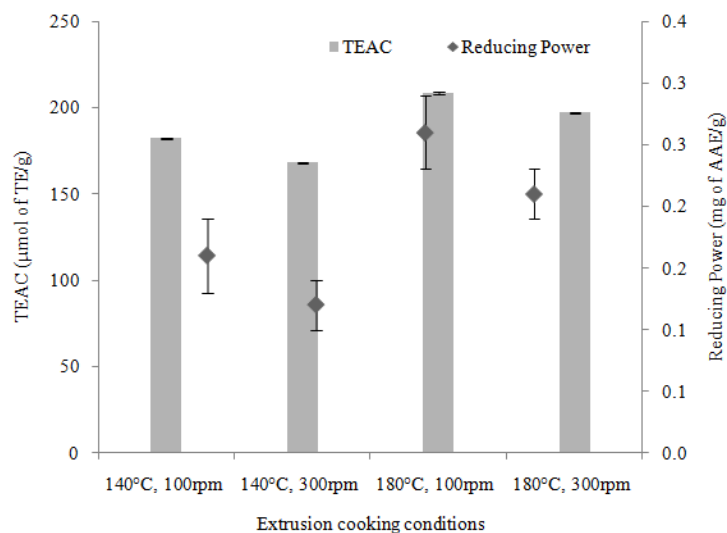 TEAC
Reducing Power
TEAC (μmol of TE/g)
250
200
150
100
50
0
0.4
0.3
0.3
0.2
0.2
0.1
0.1
0.0
Reducing Power (mg of AAE/g)
140°C, 100rpm
140°C, 300rpm
180°C, 100rpm
180°C, 300rpm
Extrusion cooking conditions